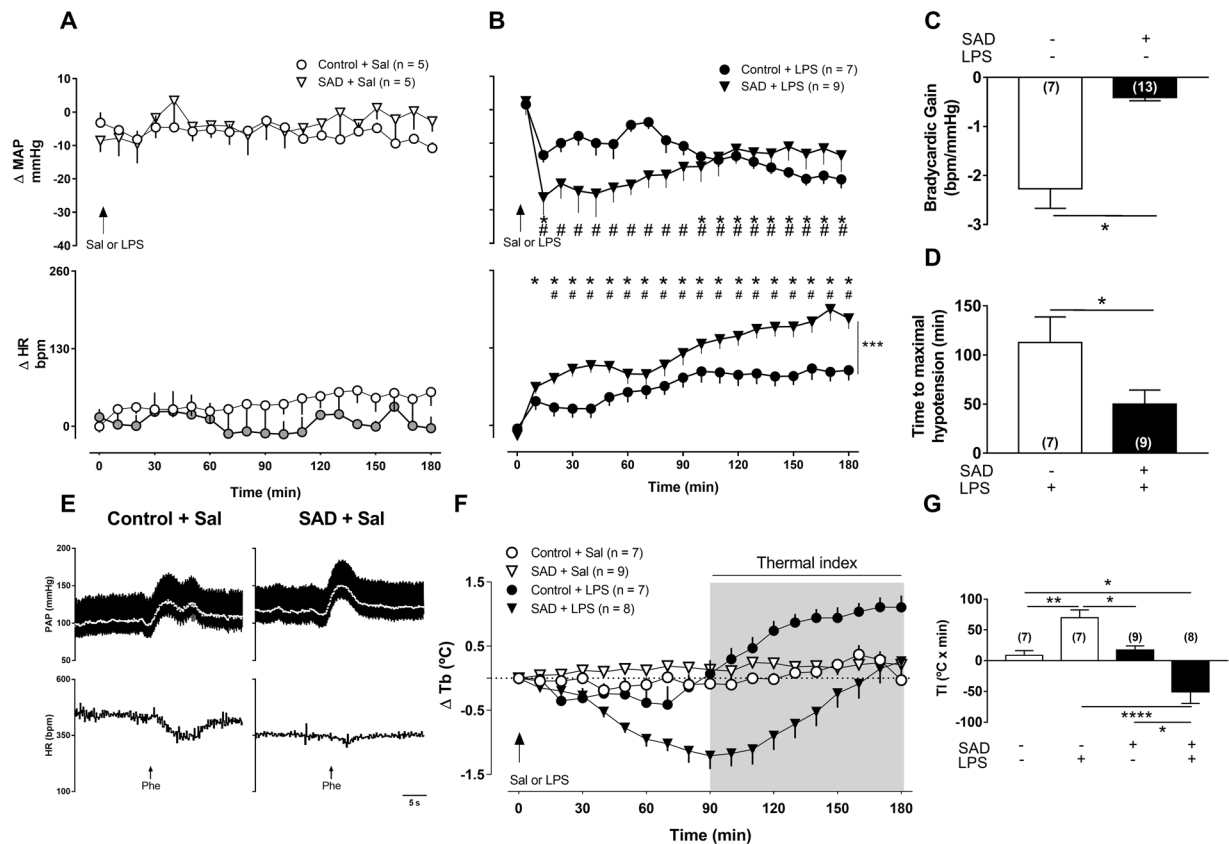 A
Control + Sal (n = 5)
SAD + Sal (n = 5)
10
0
-10
-20
-30
-40
Δ MAP
mmHg
Sal or LPS
260
130
0
Δ HR
bpm
0 30 60 90 120 150 180
Time (min)
B
Control + LPS (n = 7)
SAD + LPS (n = 9)
Sal or LPS
* * * * * * * * * *
# # # # # # # # # # # # # # # # #
* * * * * * * * * * * * * * * * * *
# # # # # # # # # # # # # # # # #
***
0 30 60 90 120 150 180
Time (min)
C
SAD - +
LPS - -
(7) (13)
0
-1
-2
-3
Bradycardic Gain
(bpm/mmHg)
*
D
*
150
100
50
0
Time to maximal
hypotension (min)
(7) (9)
SAD - +
LPS + +
E
Control + Sal SAD + Sal
200
150
100
50
PAP (mmHg)
600
350
100
HR (bpm)
Phe Phe
5 s
F
Control + Sal (n = 7)
SAD + Sal (n = 9)
Control + LPS (n = 7)
SAD + LPS (n = 8)
Thermal index
1.5
0.5
-0.5
-1.5
Δ Tb (ºC)
Sal or LPS
0 30 60 90 120 150 180
Time (min)
G
*
** *
(7) (7) (9) (8)
100
50
0
-50
-100
TI (ºC x min)
****
*
SAD - - + +
LPS - + - +